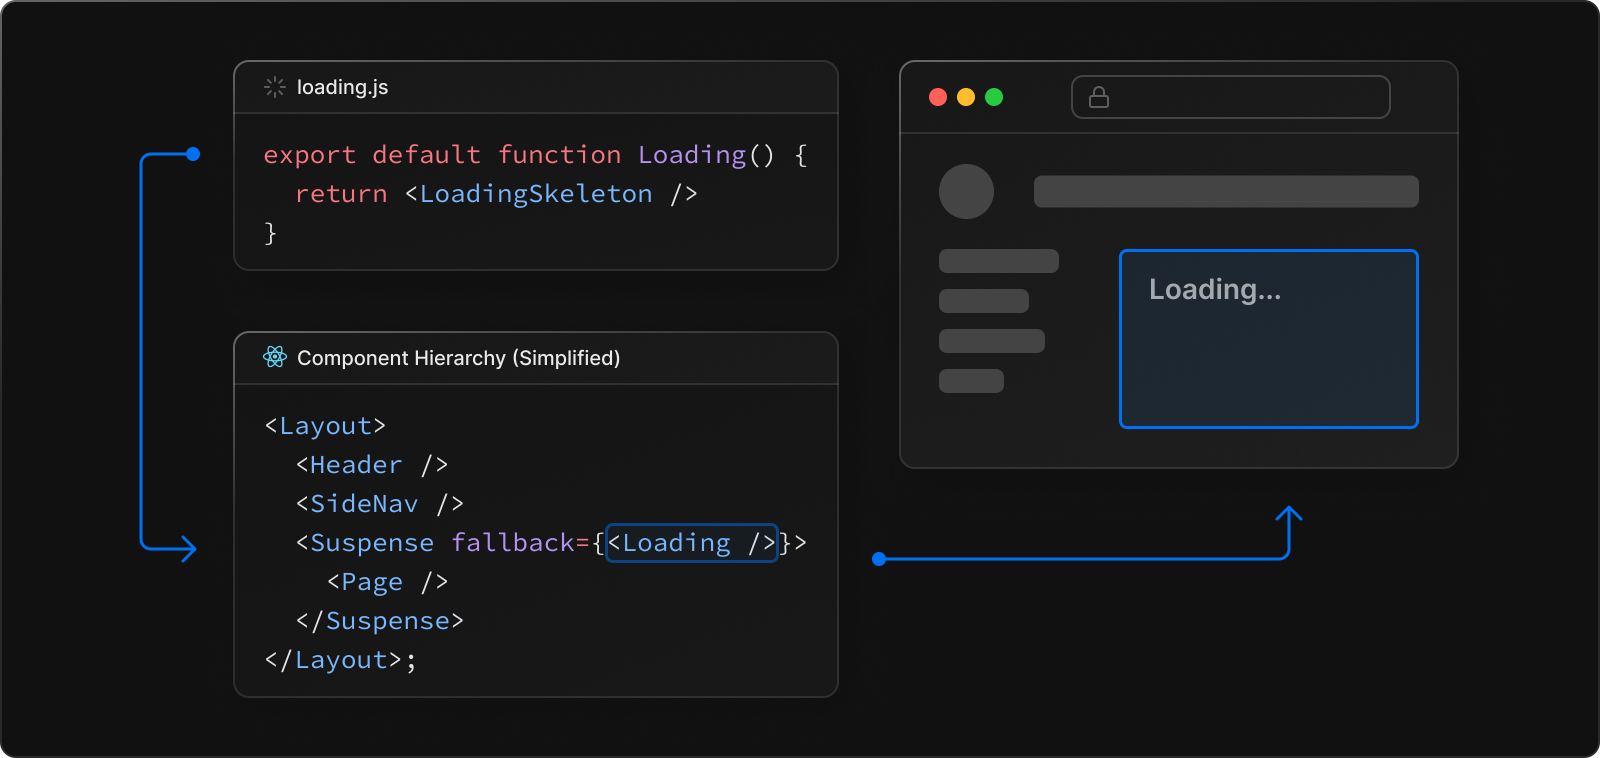 loading.js
export default function Loading() {
  return <LoadingSkeleton />
}
Component Hierarchy (Simplified)
<Layout>
  <Header />
  <SideNav />
  <Suspense fallback={<Loading />}>
    <Page />
  </Suspense>
</Layout>;
Loading...